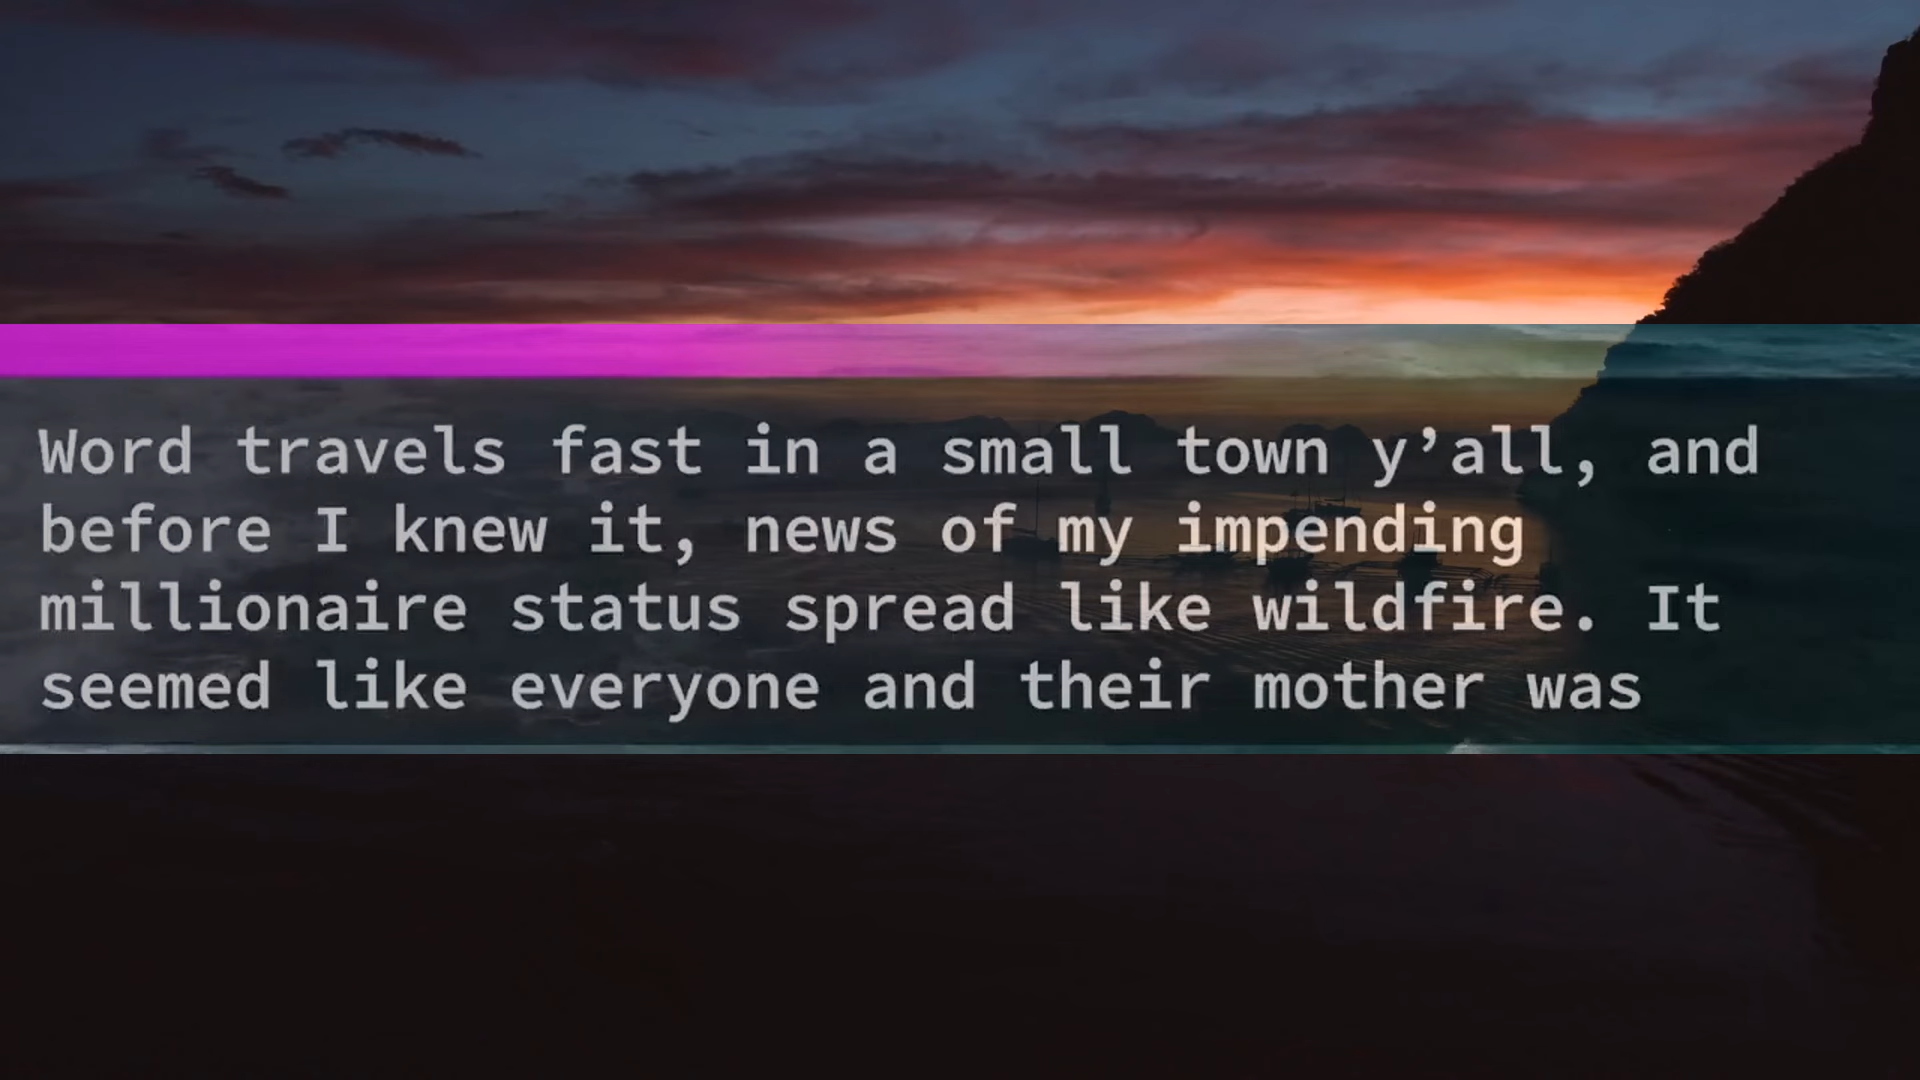 Word travels fast in a small town y’all, and
before I knew it, news of my impending
millionaire status spread like wildfire. It
seemed like everyone and their mother was